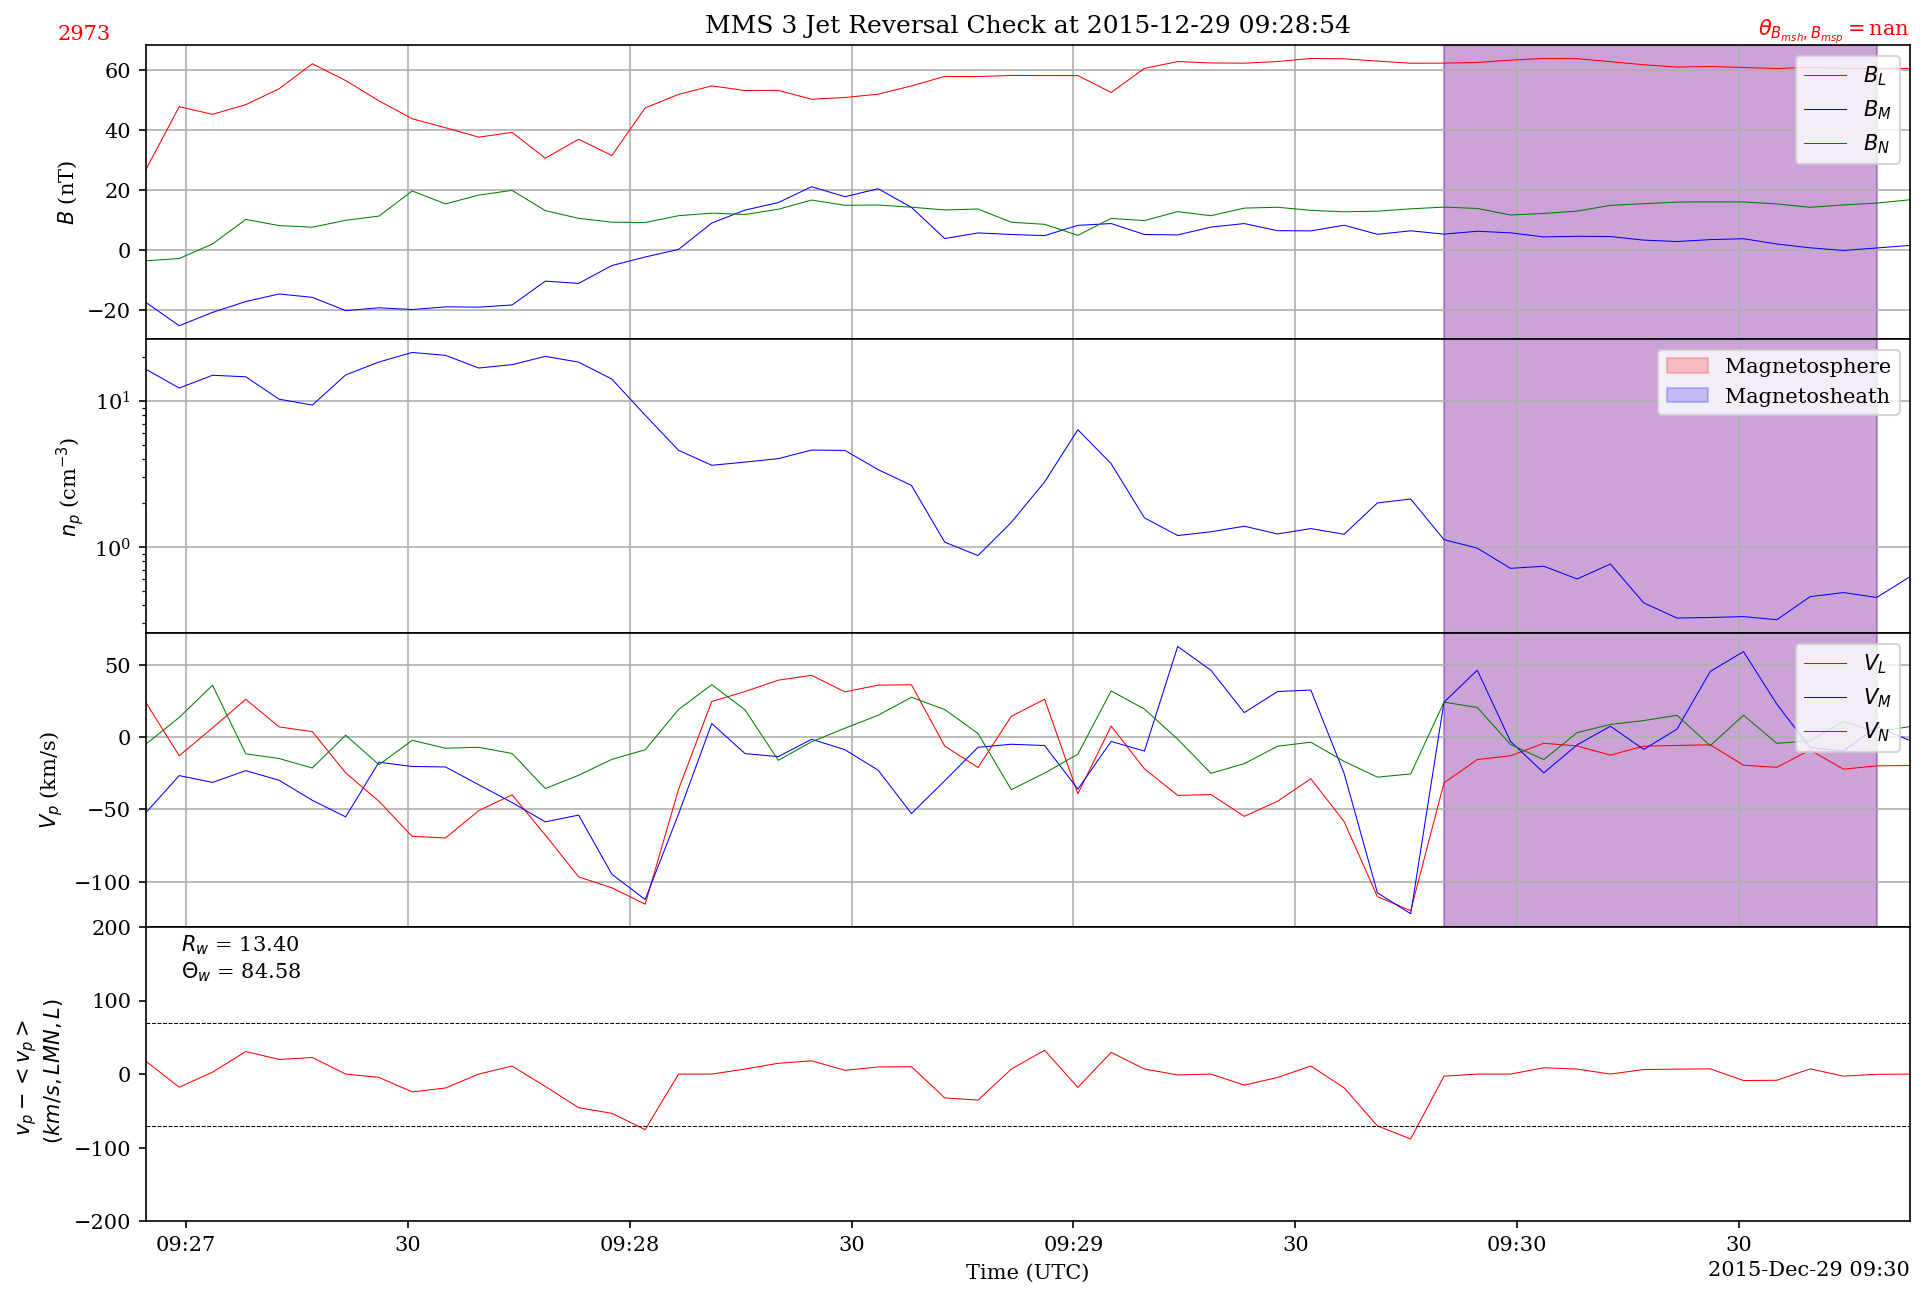 MMS 3 Jet Reversal Check at 2015-12-29 09:28:54
2973
θ_{B_{msh}, B_{msp}} = nan
60
40
20
0
−20
B (nT)
B_L
B_M
B_N
10^1
10^0
n_p (cm^{−3})
Magnetosphere
Magnetosheath
50
0
−50
−100
V_p (km/s)
V_L
V_M
V_N
200
100
0
−100
−200
v_p − < v_p >
(km/s, LMN, L)
R_w = 13.40
Θ_w = 84.58
09:27 30 09:28 30 09:29 30 09:30 30
Time (UTC)
2015-Dec-29 09:30